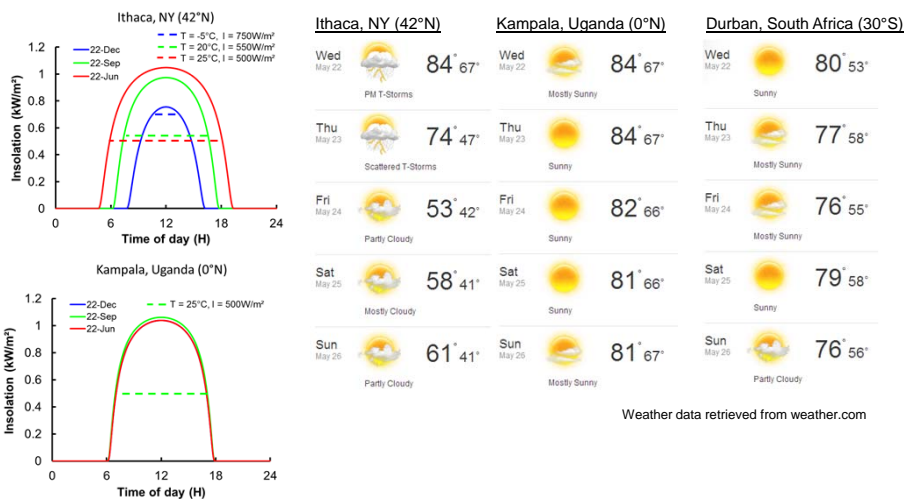 Ithaca, NY (42°N)
T = -5°C, I = 750W/m²
T = 20°C, I = 550W/m²
T = 25°C, I = 500W/m²
22-Dec
22-Sep
22-Jun
Insolation (kW/m²)
1.2
1
0.8
0.6
0.4
0.2
0
0 6 12 18 24
Time of day (H)
Kampala, Uganda (0°N)
22-Dec
22-Sep
22-Jun
T = 25°C, I = 500W/m²
Insolation (kW/m²)
1.2
1
0.8
0.6
0.4
0.2
0
0 6 12 18 24
Time of day (H)
Ithaca, NY (42°N)
Wed
May 22
84° 67°
PM T-Storms
Thu
May 23
74° 47°
Scattered T-Storms
Fri
May 24
53° 42°
Partly Cloudy
Sat
May 25
58° 41°
Mostly Cloudy
Sun
May 26
61° 41°
Partly Cloudy
Kampala, Uganda (0°N)
Wed
May 22
84° 67°
Mostly Sunny
Thu
May 23
84° 67°
Sunny
Fri
May 24
82° 66°
Sunny
Sat
May 25
81° 66°
Sunny
Sun
May 26
81° 67°
Mostly Sunny
Durban, South Africa (30°S)
Wed
May 22
80° 53°
Sunny
Thu
May 23
77° 58°
Mostly Sunny
Fri
May 24
76° 55°
Mostly Sunny
Sat
May 25
79° 58°
Sunny
Sun
May 26
76° 56°
Partly Cloudy
Weather data retrieved from weather.com